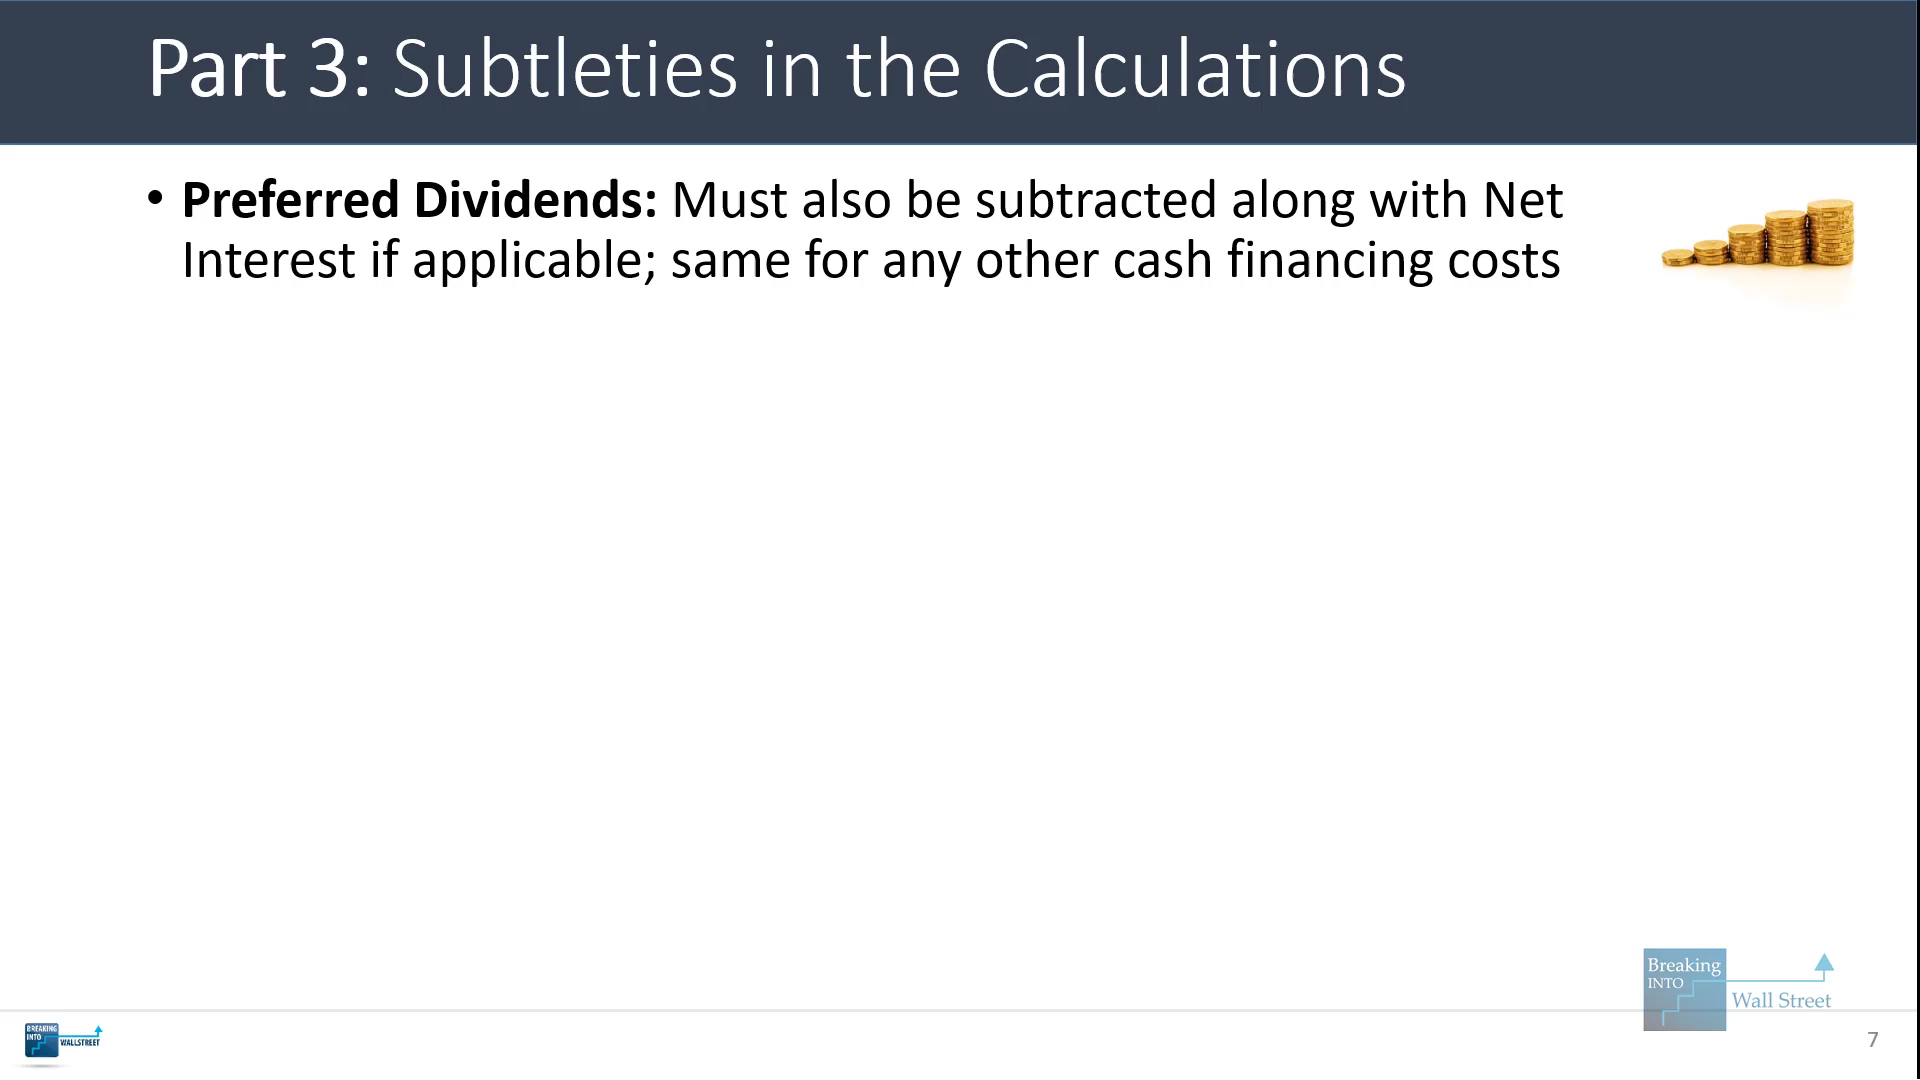 Part 3: Subtleties in the Calculations
• Preferred Dividends: Must also be subtracted along with Net
Interest if applicable; same for any other cash financing costs
Breaking
INTO
Wall Street
BREAKING
INTO
WALLSTREET
7